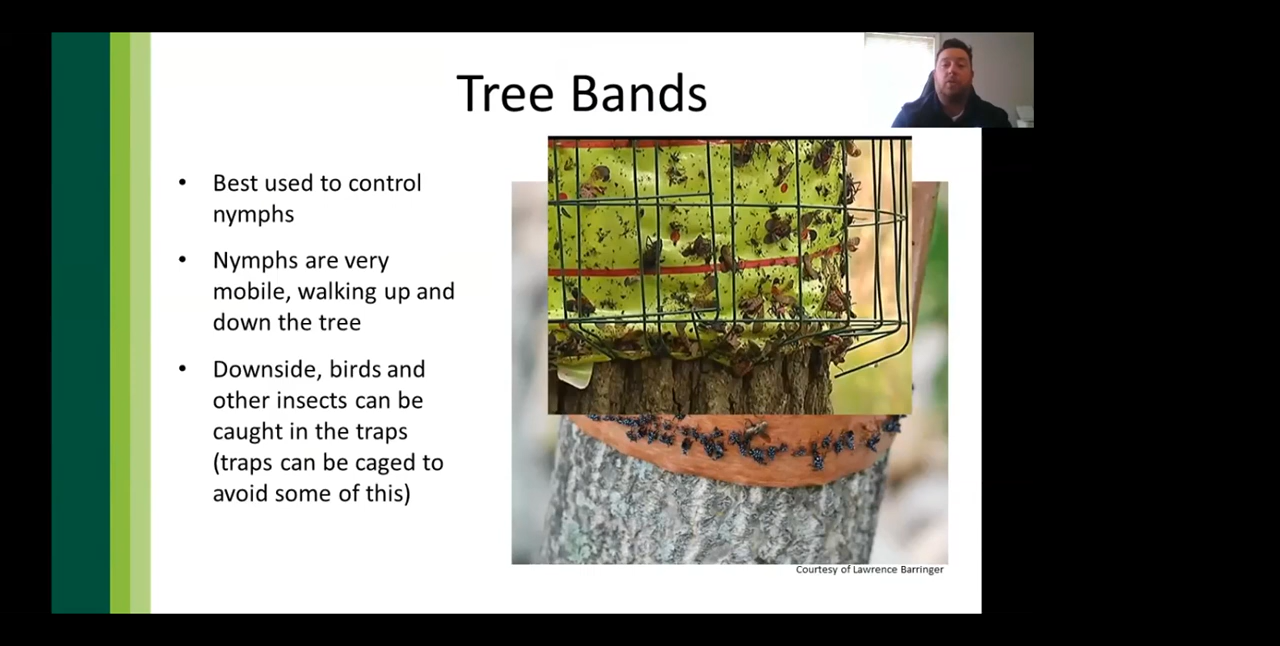 Tree Bands
• Best used to control
nymphs
• Nymphs are very
mobile, walking up and
down the tree
• Downside, birds and
other insects can be
caught in the traps
(traps can be caged to
avoid some of this)
Courtesy of Lawrence Barringer